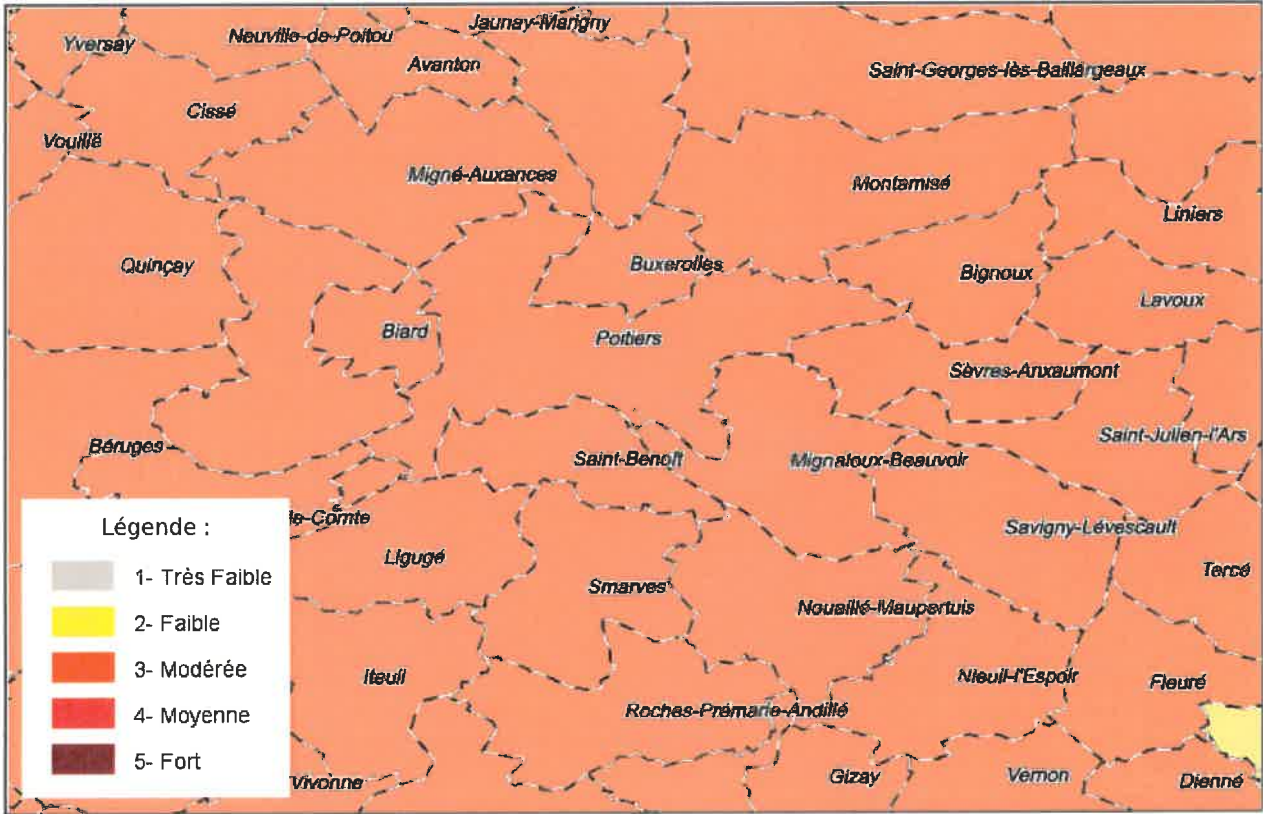 Jaunay-Marigny
Yversay
Neuville-de-Poitou
Avanton
Saint-Georges-lès-Baillargeaux
Cissé
Vouillé
Migné-Auxances
Montamisé
Liniers
Quinçay
Buxerolles
Bignoux
Lavoux
Biard
Poitiers
Sèvres-Anxaumont
Saint-Julien-l'Ars
Béruges
Saint-Benoît
Mignaloux-Beauvoir
le-Comte
Savigny-Lévescault
Ligugé
Smarves
Tercé
Nouaillé-Maupertuis
Iteuil
Nieuil-l'Espoir
Fleuré
Roches-Prémarie-Andillé
Vivonne
Gizay
Vernon
Dienné
Légende :
1- Très Faible
2- Faible
3- Modérée
4- Moyenne
5- Fort